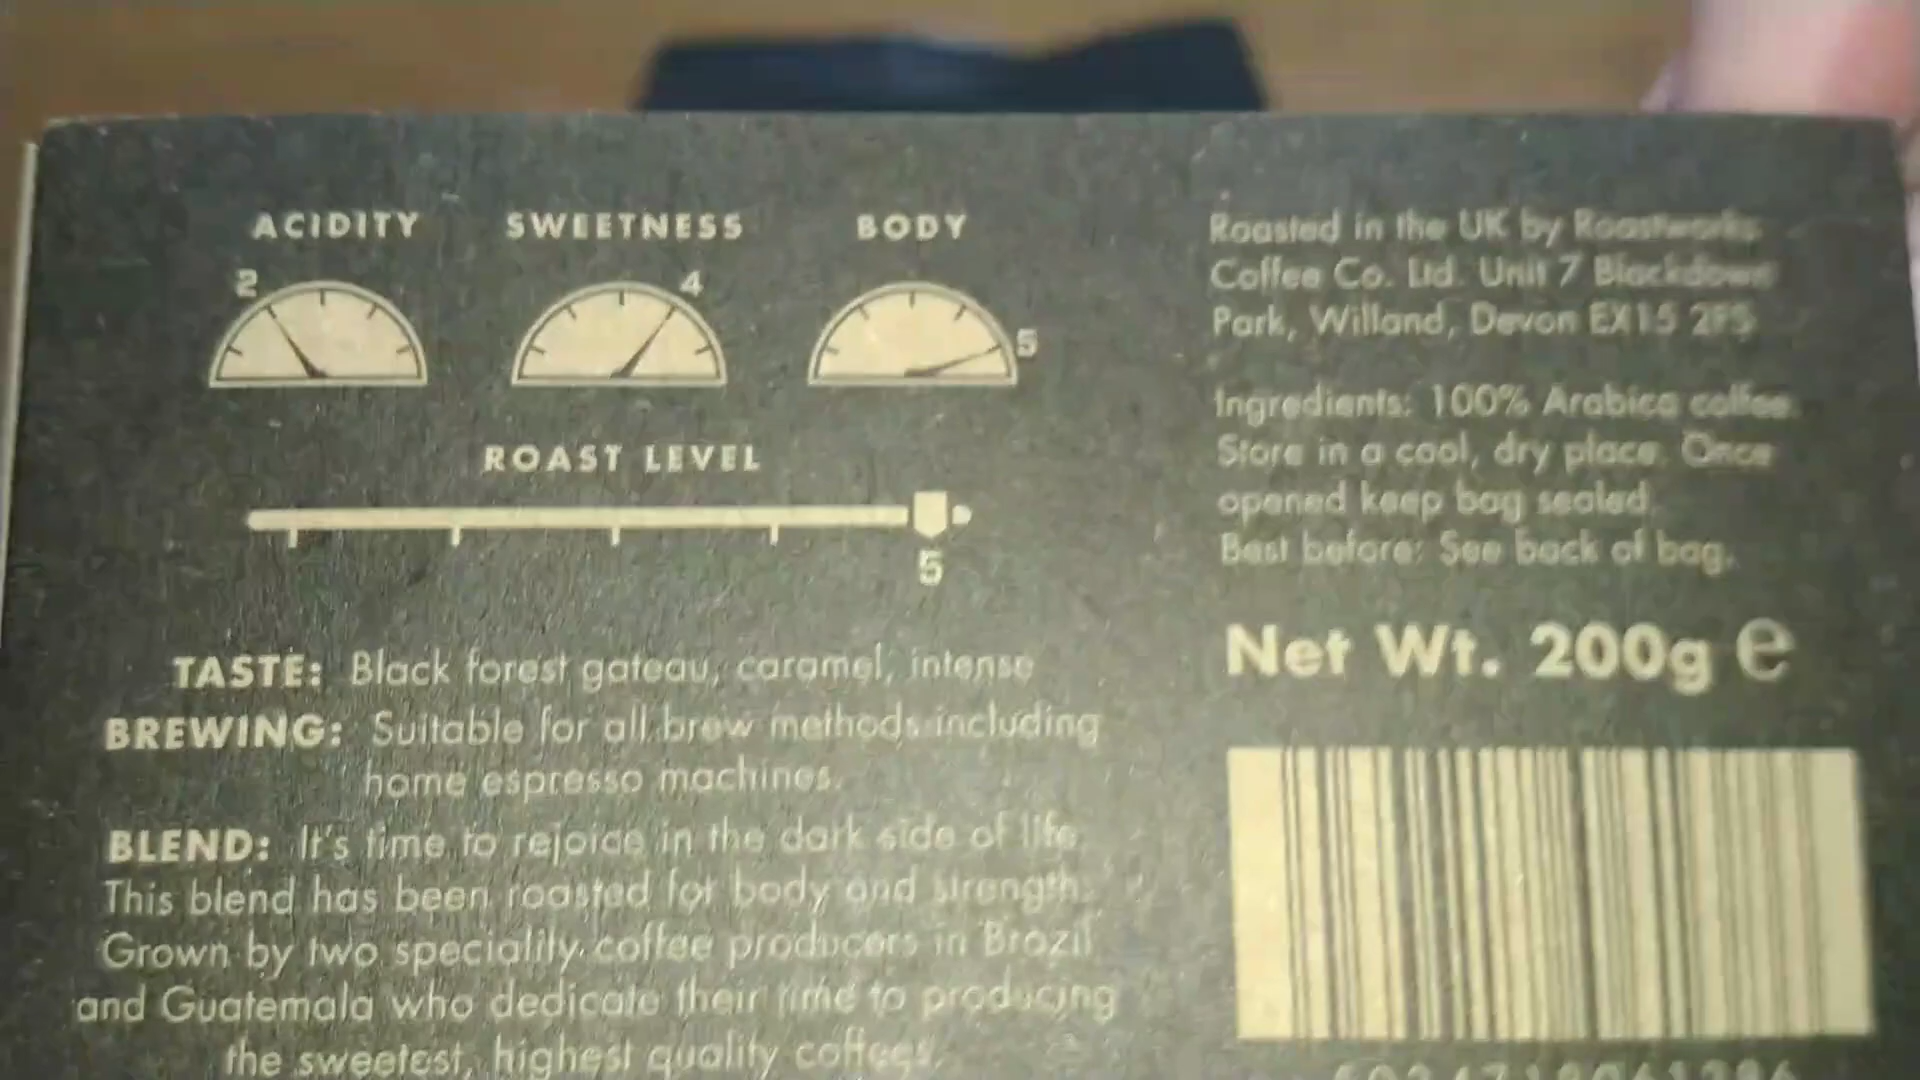 ACIDITY SWEETNESS BODY
2 4 5
ROAST LEVEL
5
TASTE: Black forest gateau, caramel, intense
BREWING: Suitable for all brew methods including
home espresso machines.
BLEND: It's time to rejoice in the dark side of life.
This blend has been roasted for body and strength.
Grown by two speciality coffee producers in Brazil
and Guatemala who dedicate their time to producing
the sweetest, highest quality coffees.
Roasted in the UK by Roastworks
Coffee Co. Ltd. Unit 7 Blackdown
Park, Willand, Devon EX15
Ingredients: 100% Arabica coffee.
Store in a cool, dry place. Once
opened keep bag sealed.
Best before: See back of bag.
Net Wt. 200g e